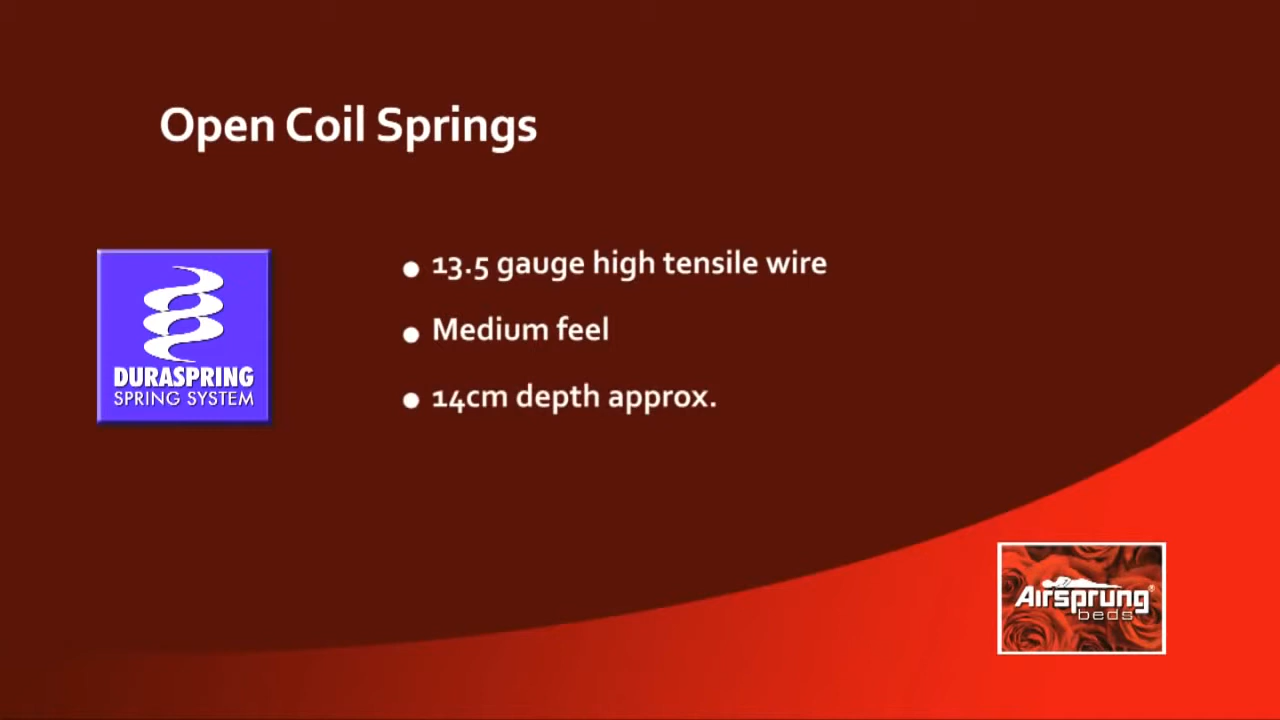 Open Coil Springs
13.5 gauge high tensile wire
Medium feel
14cm depth approx.
DURASPRING
SPRING SYSTEM
Airsprung®
beds